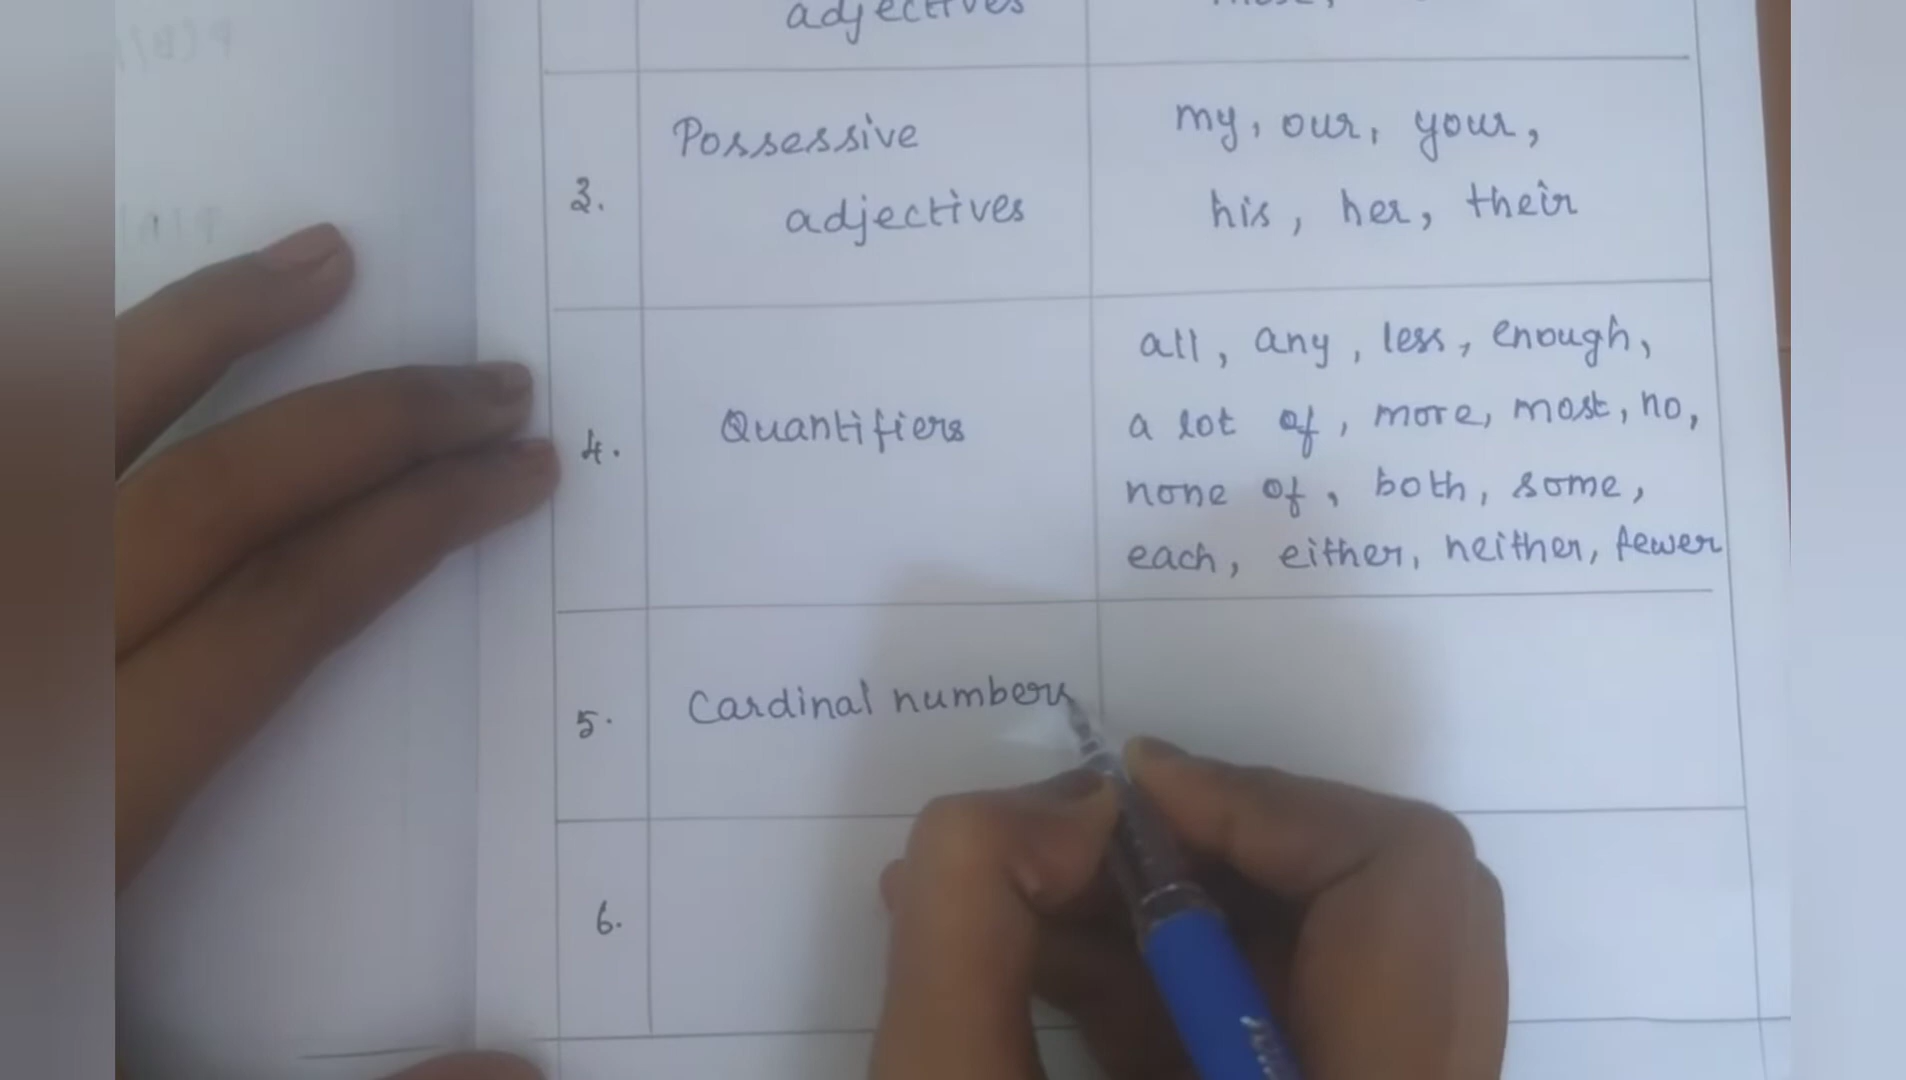 adjectives
3.
Possessive
adjectives
my, our, your,
his, her, their
4.
Quantifiers
all, any, less, enough,
a lot of, more, most, no,
none of, both, some,
each, either, neither, fewer
5.
Cardinal numbers
6.